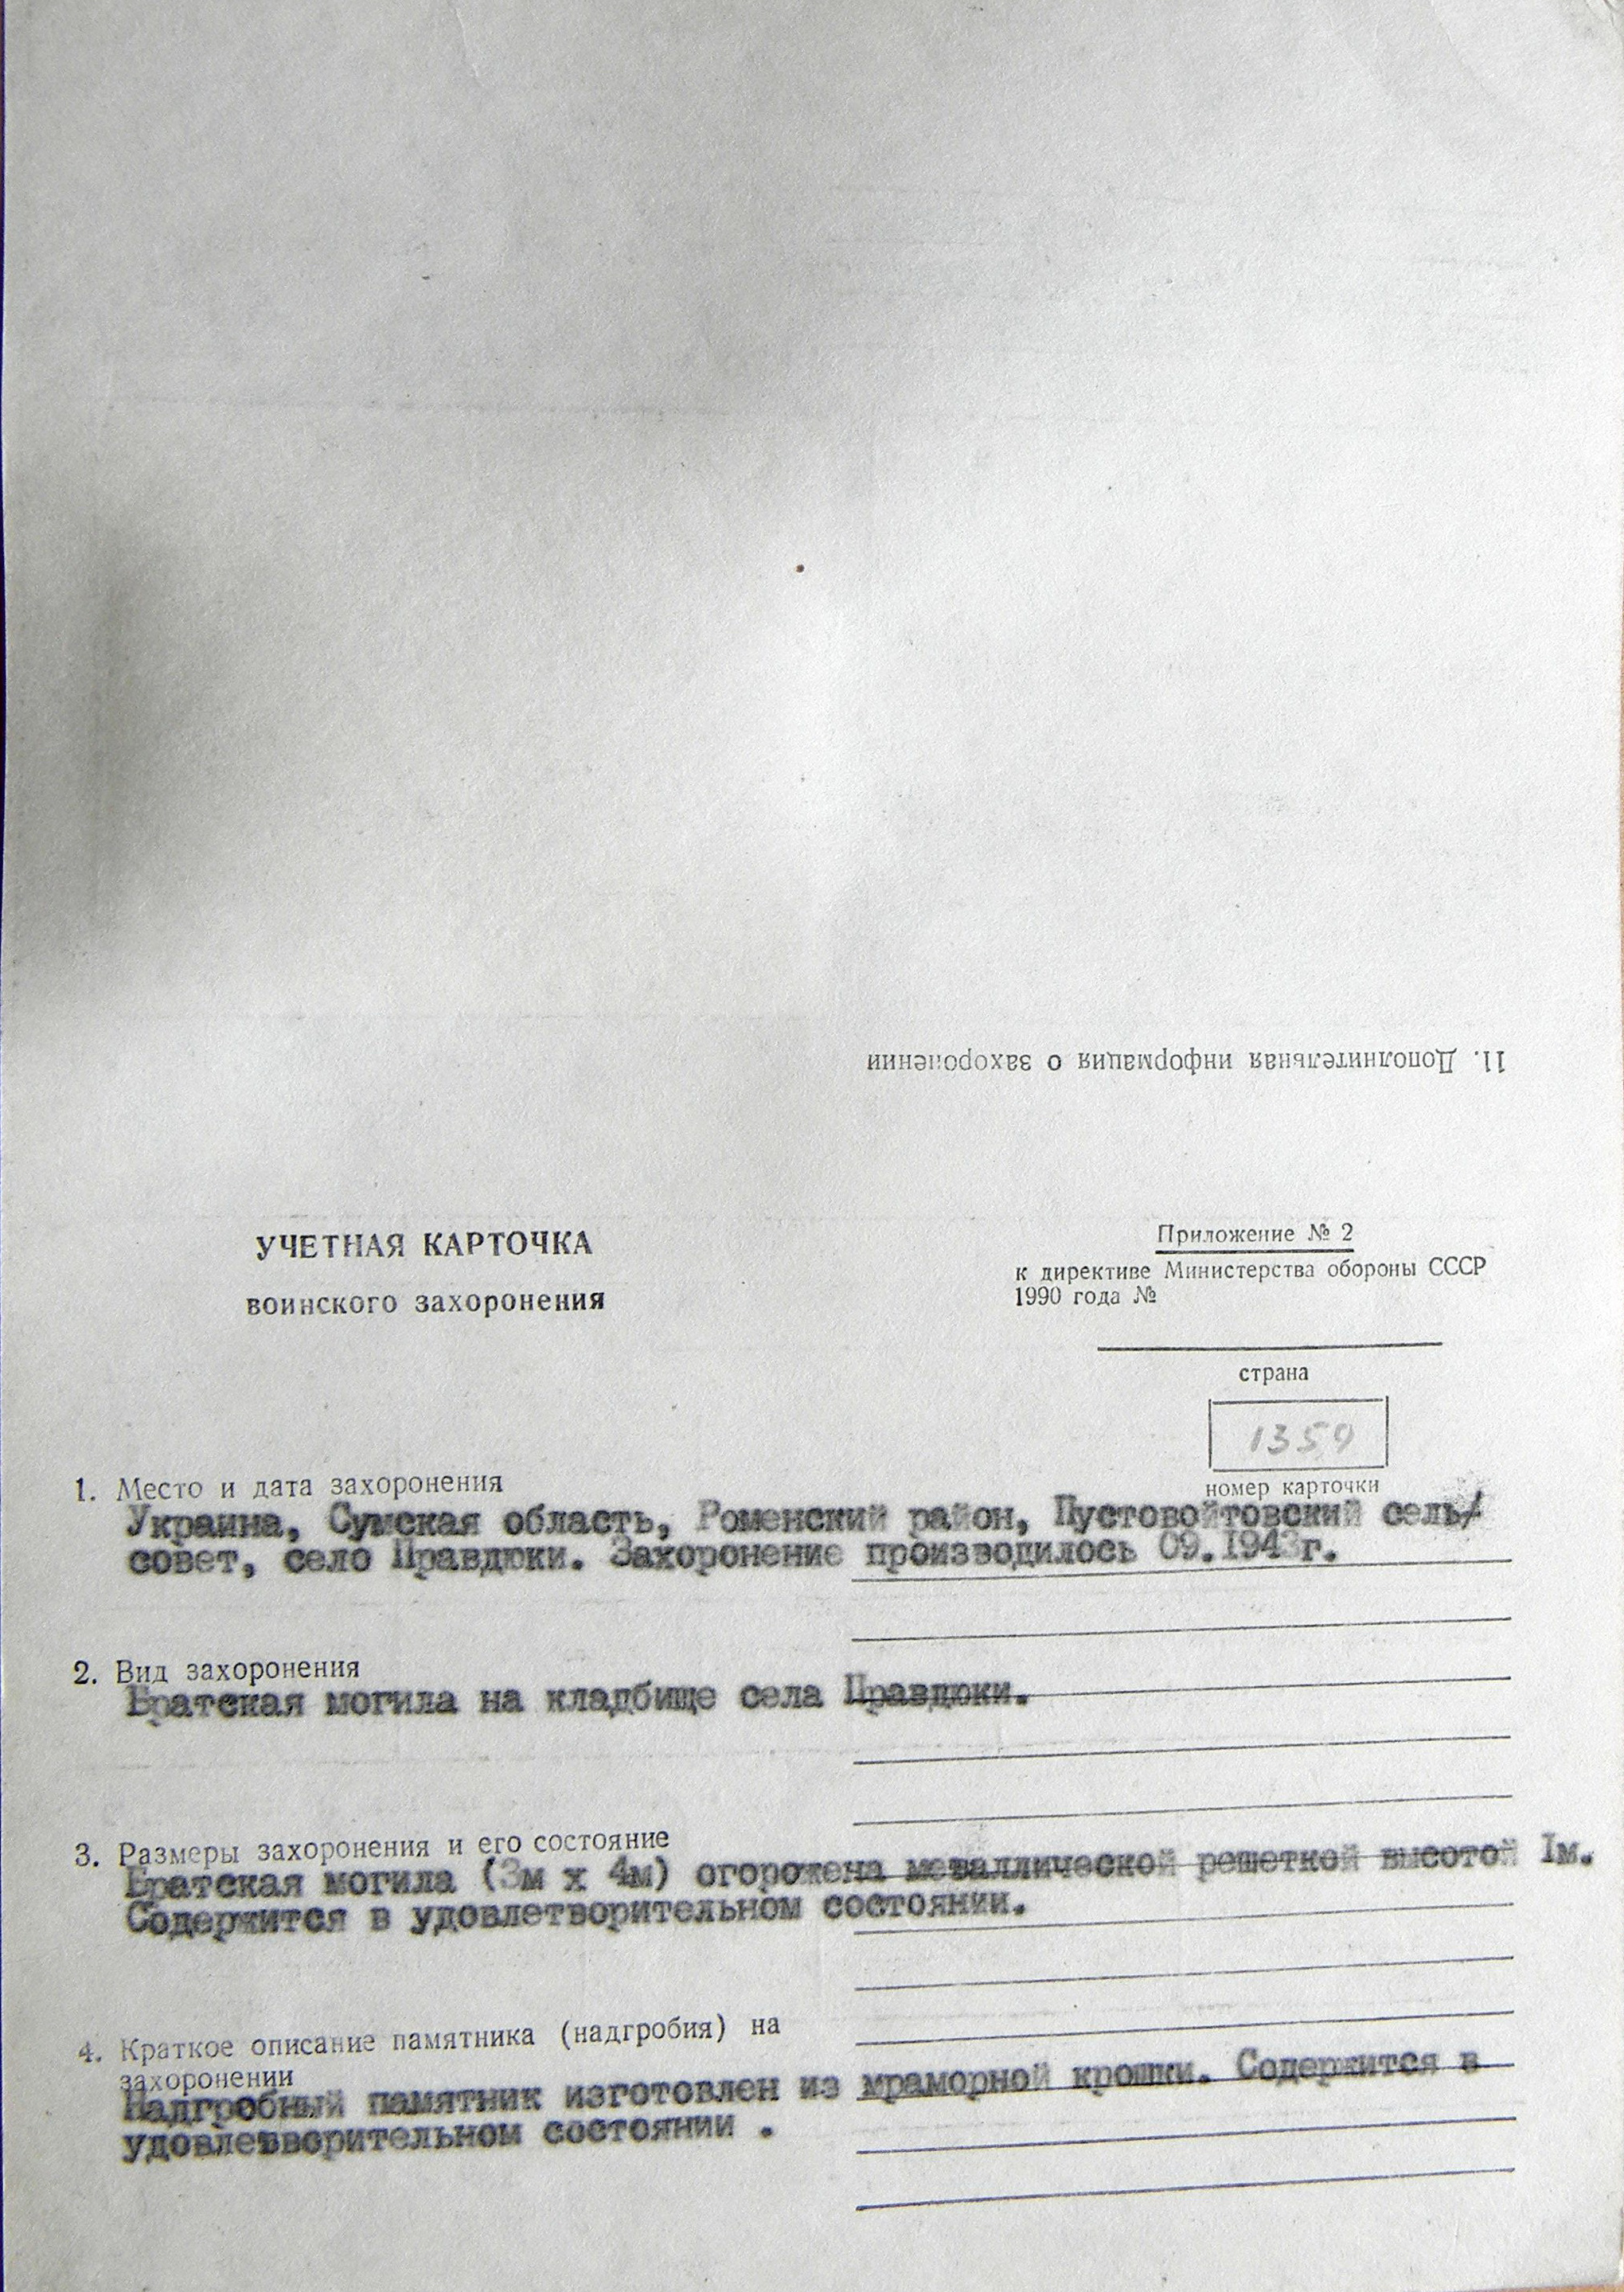 11. Дополнительная информация о захоронении
УЧЕТНАЯ КАРТОЧКА
воинского захоронения
Приложение № 2
к директиве Министерства обороны СССР
1990 года №
страна
1359
номер карточки
1. Место и дата захоронения
Украина, Сумская область, Роменский район, Пустовойтовский сель/
совет, село Правдюки. Захоронение производилось 09.1943г.
2. Вид захоронения
Братская могила на кладбище села Правдюки.
3. Размеры захоронения и его состояние
Братская могила (3м х 4м) огорожена металлической решеткой высотой Iм.
Содержится в удовлетворительном состоянии.
4. Краткое описание памятника (надгробия) на
захоронении
Надгробный памятник изготовлен из мраморной крошки. Содержится в
удовлетворительном состоянии .